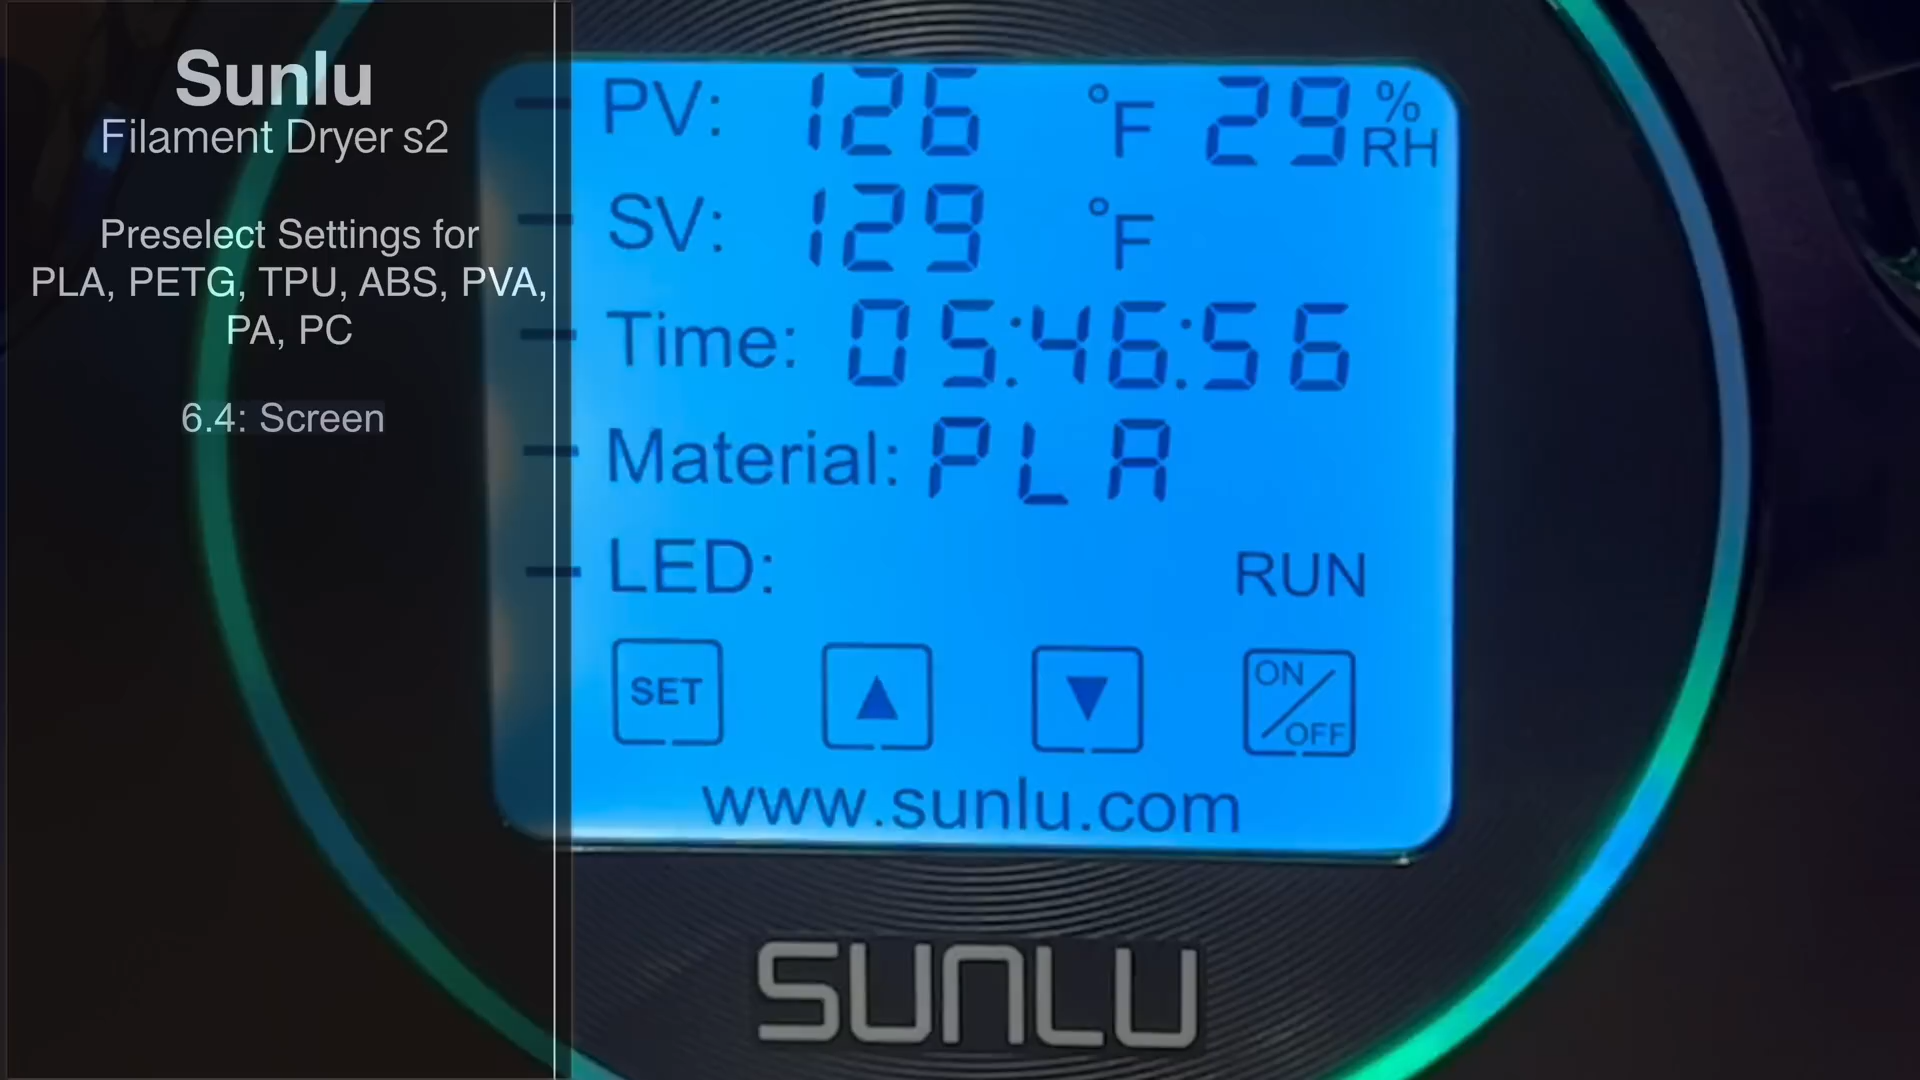 Sunlu
Filament Dryer s2
Preselect Settings for
PLA, PETG, TPU, ABS, PVA,
PA, PC
6.4: Screen
PV: 126 °F 29 % RH
SV: 129 °F
Time: 05:46:56
Material: PLA
LED: RUN
SET ▲ ▼ ON/OFF
www.sunlu.com
SUNLU